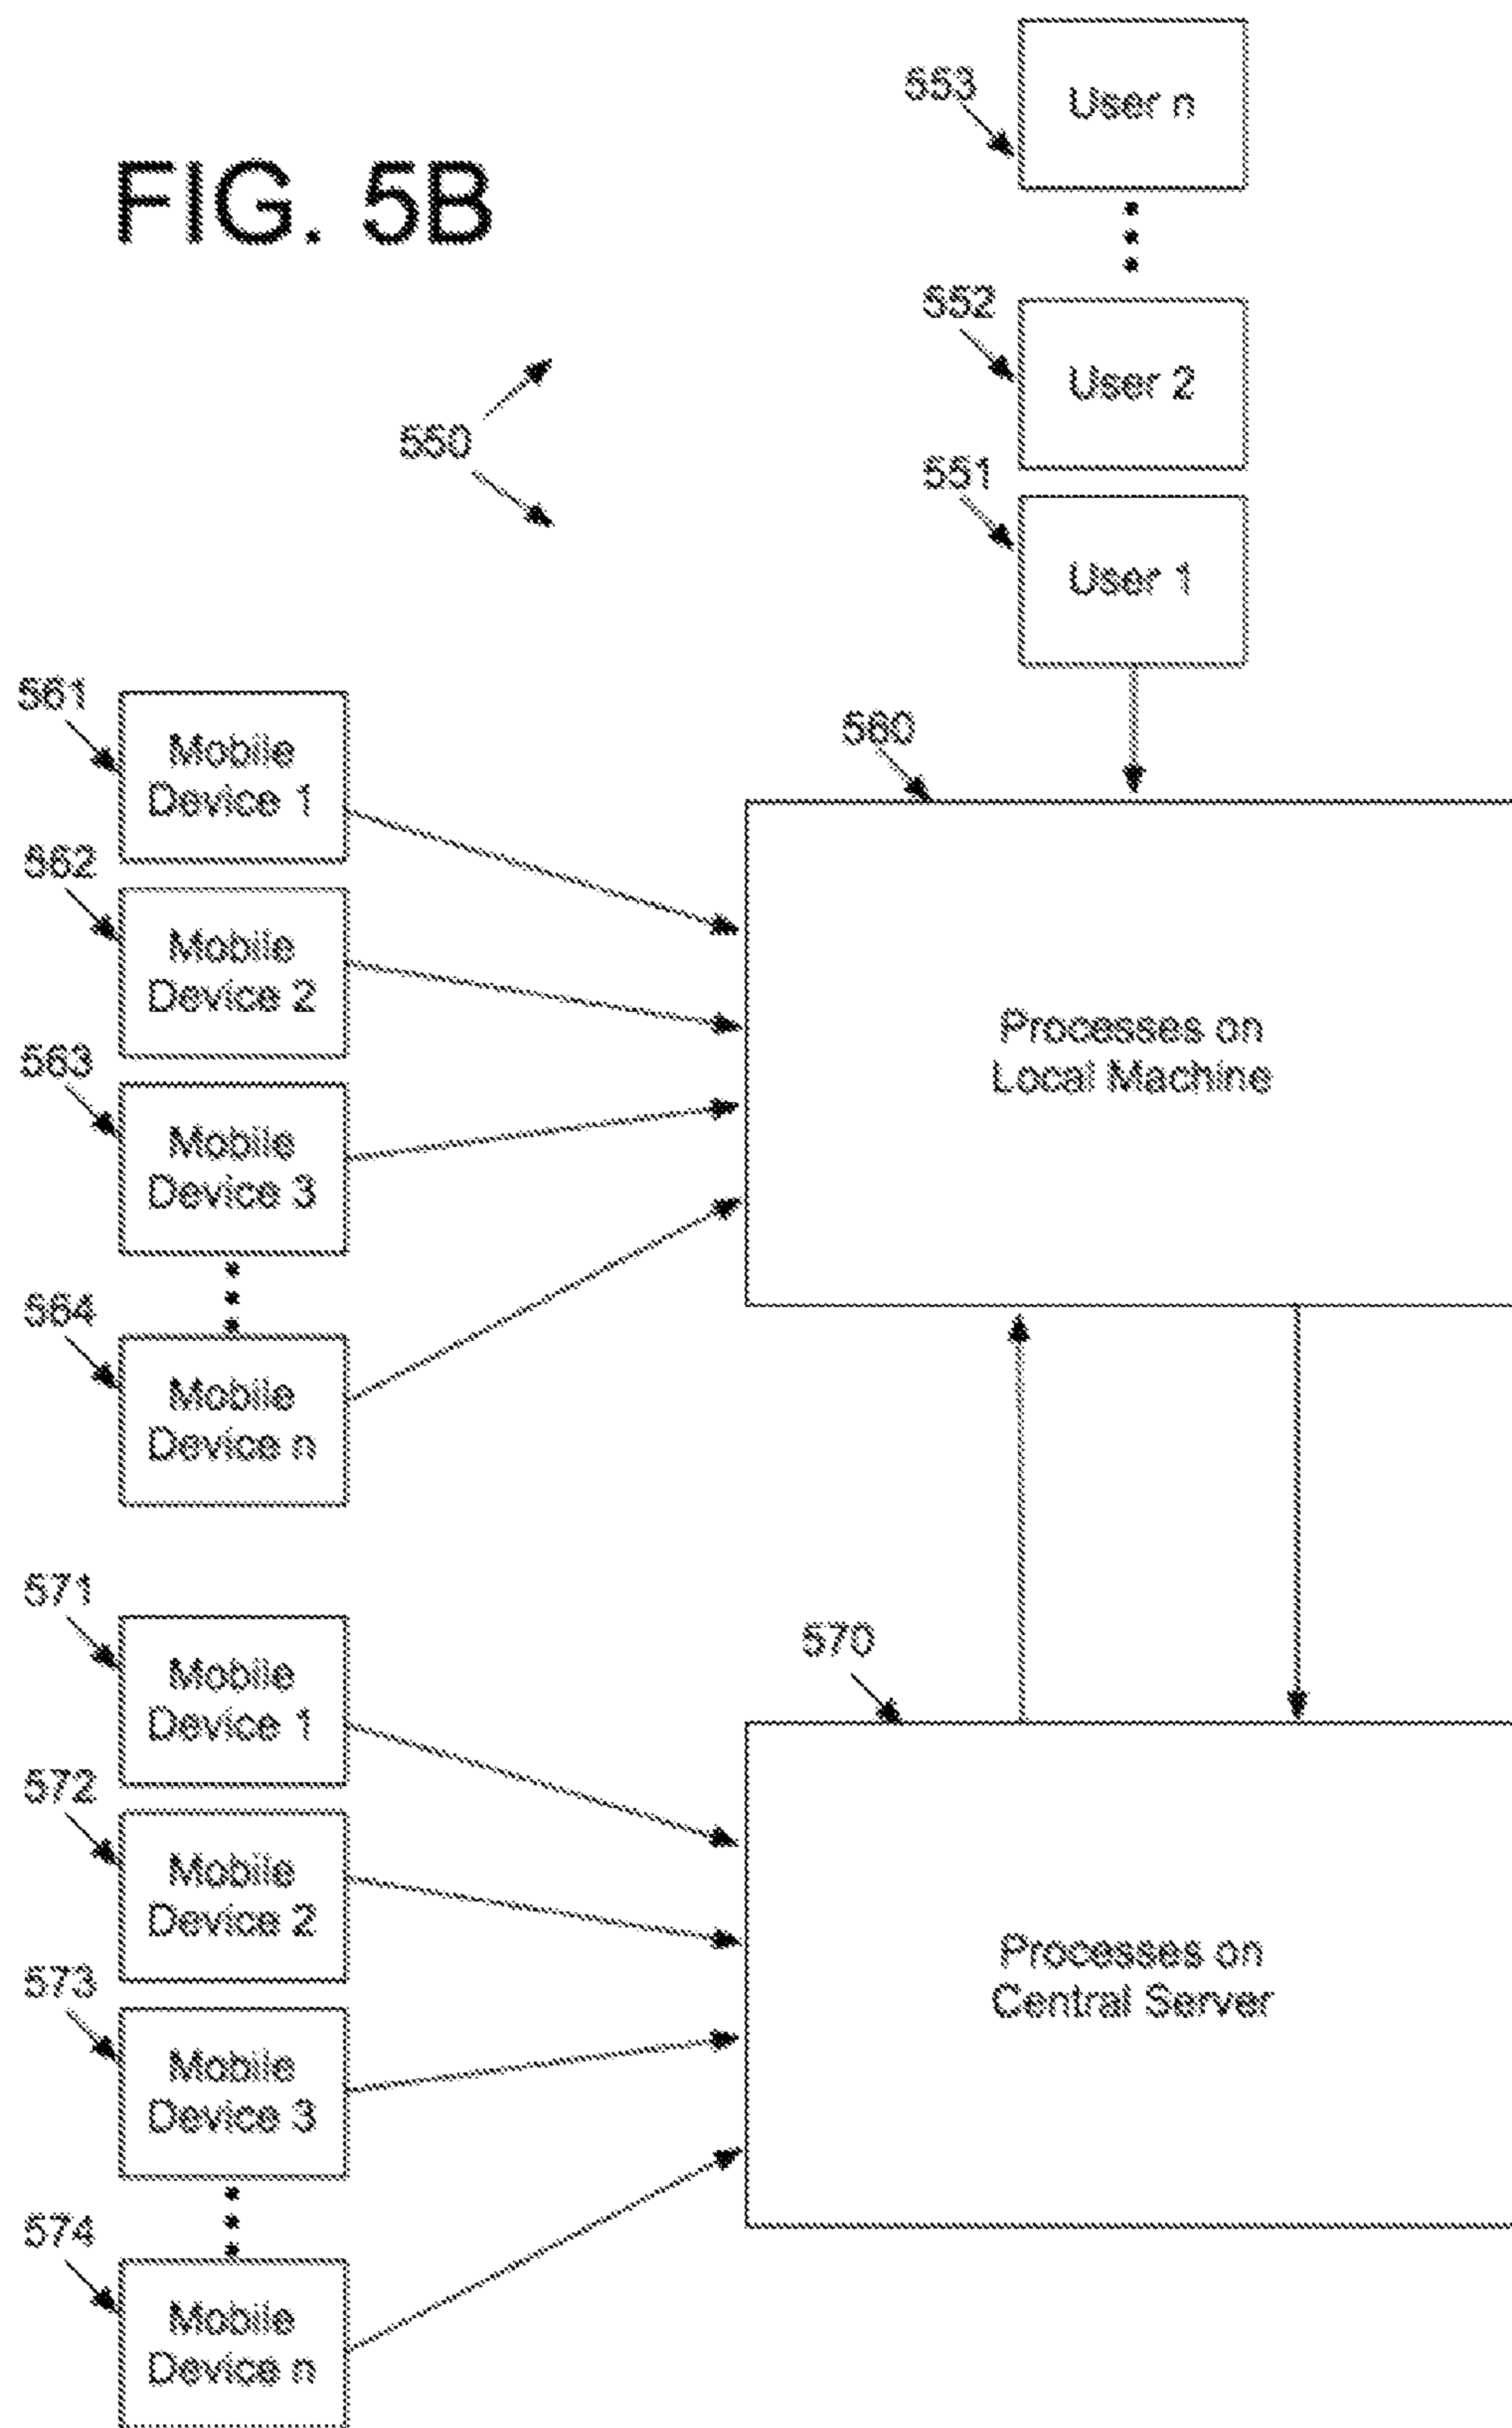 FIG. 5B
553
User n
552
User 2
550
551
User 1
561
Mobile
Device 1
560
562
Mobile
Device 2
Processes on
Local Machine
563
Mobile
Device 3
564
Mobile
Device n
571
Mobile
Device 1
570
572
Mobile
Device 2
Processes on
Central Server
573
Mobile
Device 3
574
Mobile
Device n